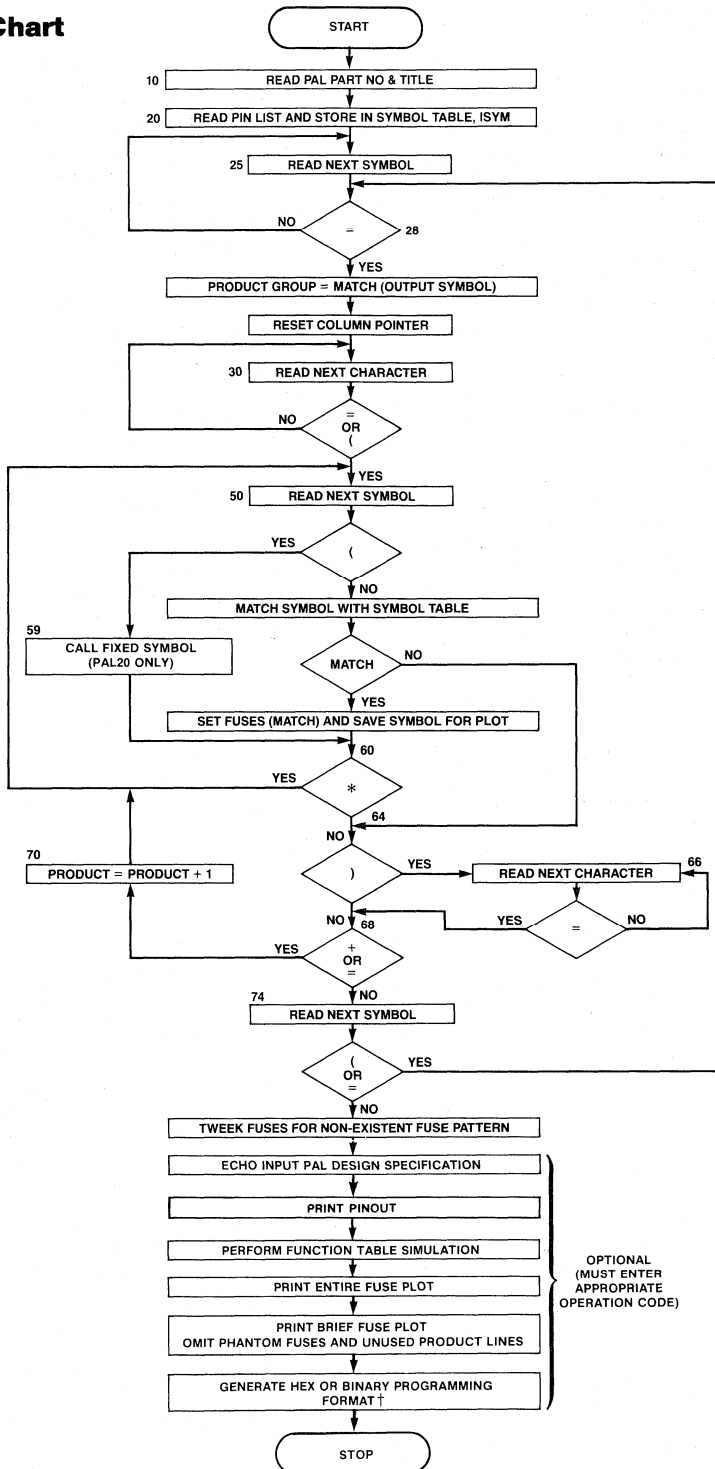 Chart
START
10 READ PAL PART NO & TITLE
20 READ PIN LIST AND STORE IN SYMBOL TABLE, ISYM
25 READ NEXT SYMBOL
NO
= 28
YES
PRODUCT GROUP = MATCH (OUTPUT SYMBOL)
RESET COLUMN POINTER
30 READ NEXT CHARACTER
NO
=
OR
(
YES
50 READ NEXT SYMBOL
YES
(
NO
MATCH SYMBOL WITH SYMBOL TABLE
59
CALL FIXED SYMBOL
(PAL20 ONLY)
MATCH
NO
YES
SET FUSES (MATCH) AND SAVE SYMBOL FOR PLOT
60
YES
*
64
NO
70
PRODUCT = PRODUCT + 1
)
YES
READ NEXT CHARACTER
66
YES
=
NO
NO
68
YES
+
OR
=
NO
74
READ NEXT SYMBOL
(
OR
=
YES
NO
TWEEK FUSES FOR NON-EXISTENT FUSE PATTERN
ECHO INPUT PAL DESIGN SPECIFICATION
PRINT PINOUT
PERFORM FUNCTION TABLE SIMULATION
PRINT ENTIRE FUSE PLOT
PRINT BRIEF FUSE PLOT
OMIT PHANTOM FUSES AND UNUSED PRODUCT LINES
GENERATE HEX OR BINARY PROGRAMMING
FORMAT †
OPTIONAL
(MUST ENTER
APPROPRIATE
OPERATION CODE)
STOP